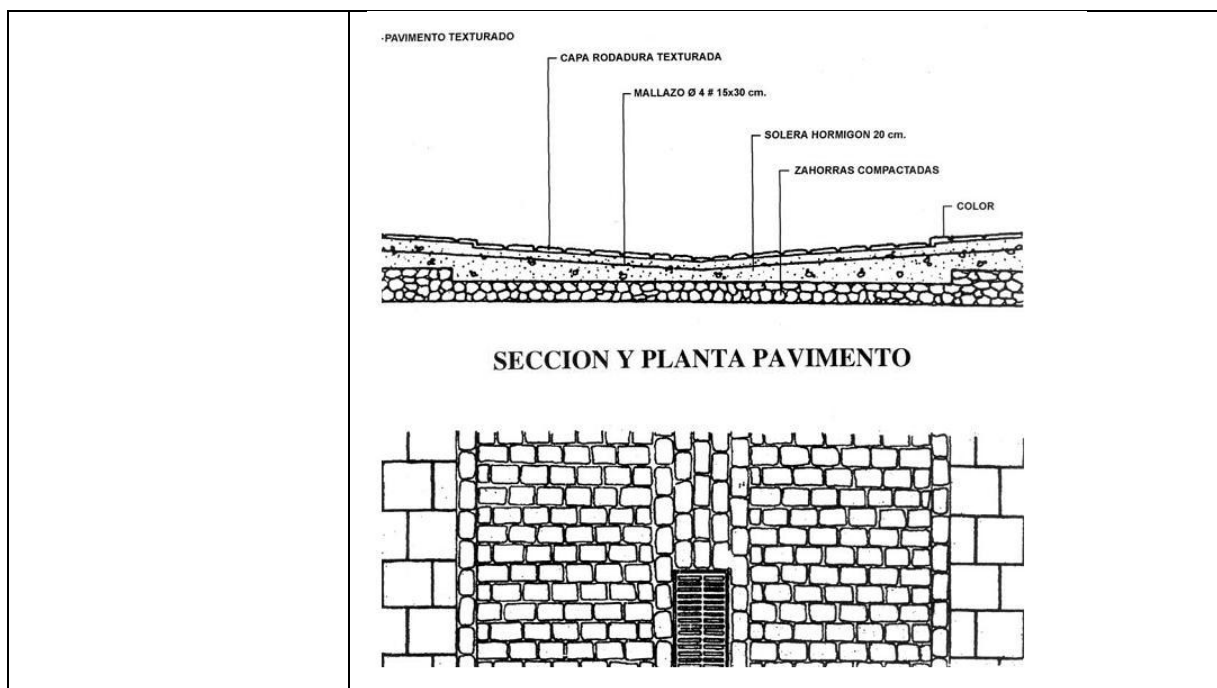 -PAVIMENTO TEXTURADO
CAPA RODADURA TEXTURADA
MALLAZO Ø 4 # 15x30 cm.
SOLERA HORMIGON 20 cm.
ZAHORRAS COMPACTADAS
COLOR
SECCION Y PLANTA PAVIMENTO